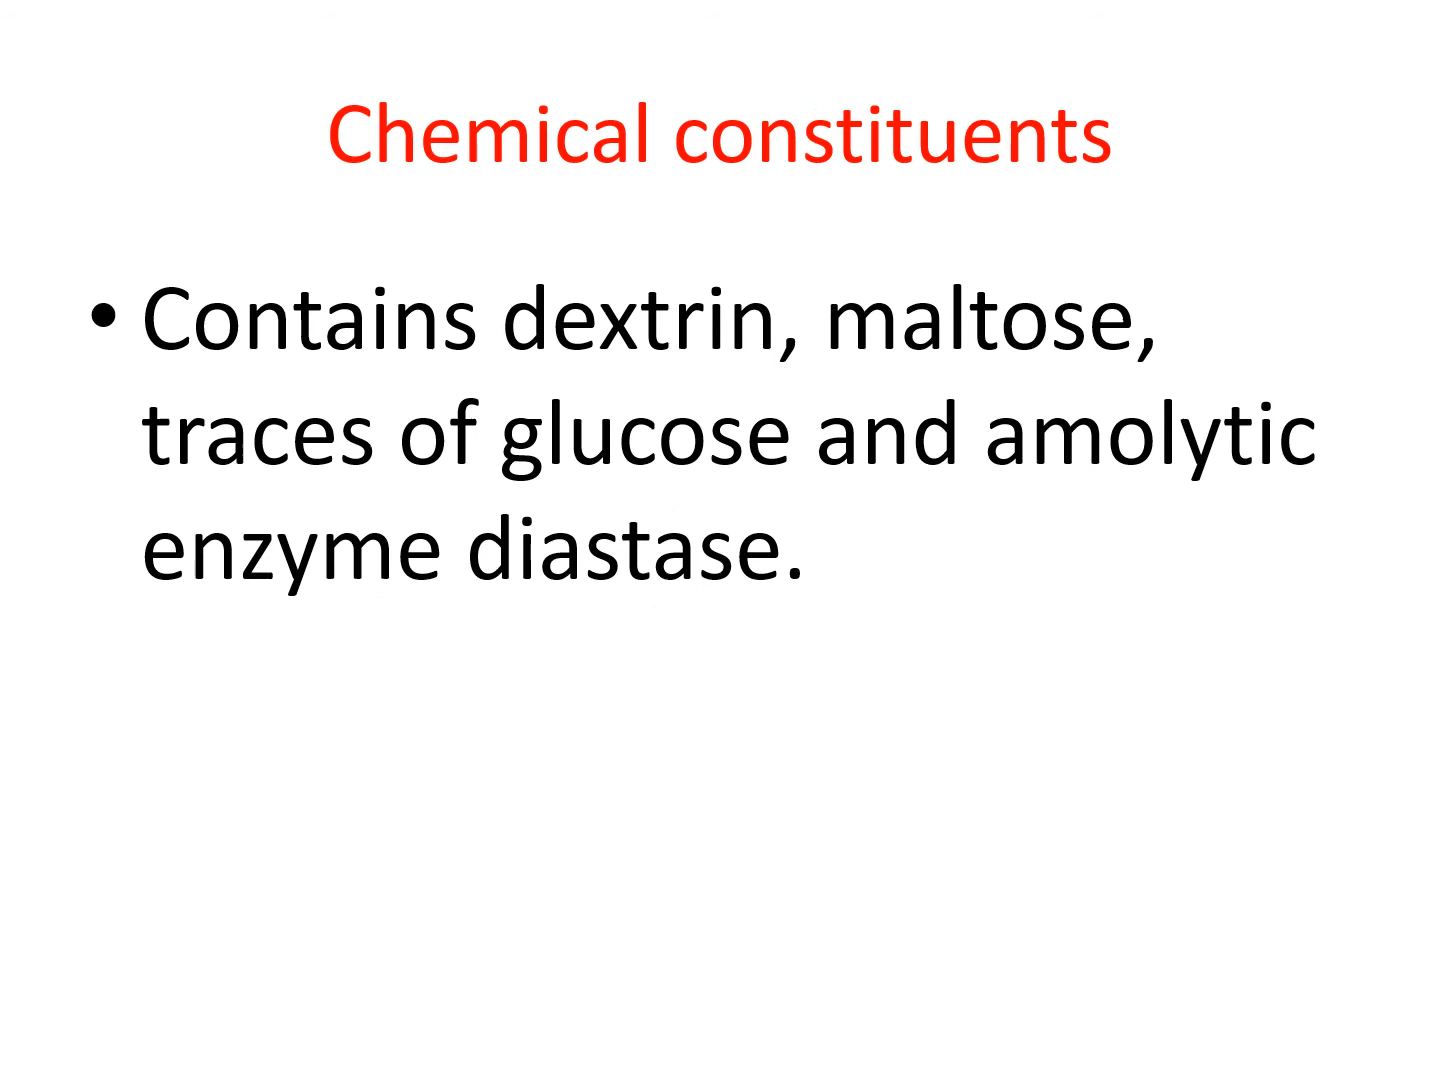 Chemical constituents
• Contains dextrin, maltose,
traces of glucose and amolytic
enzyme diastase.